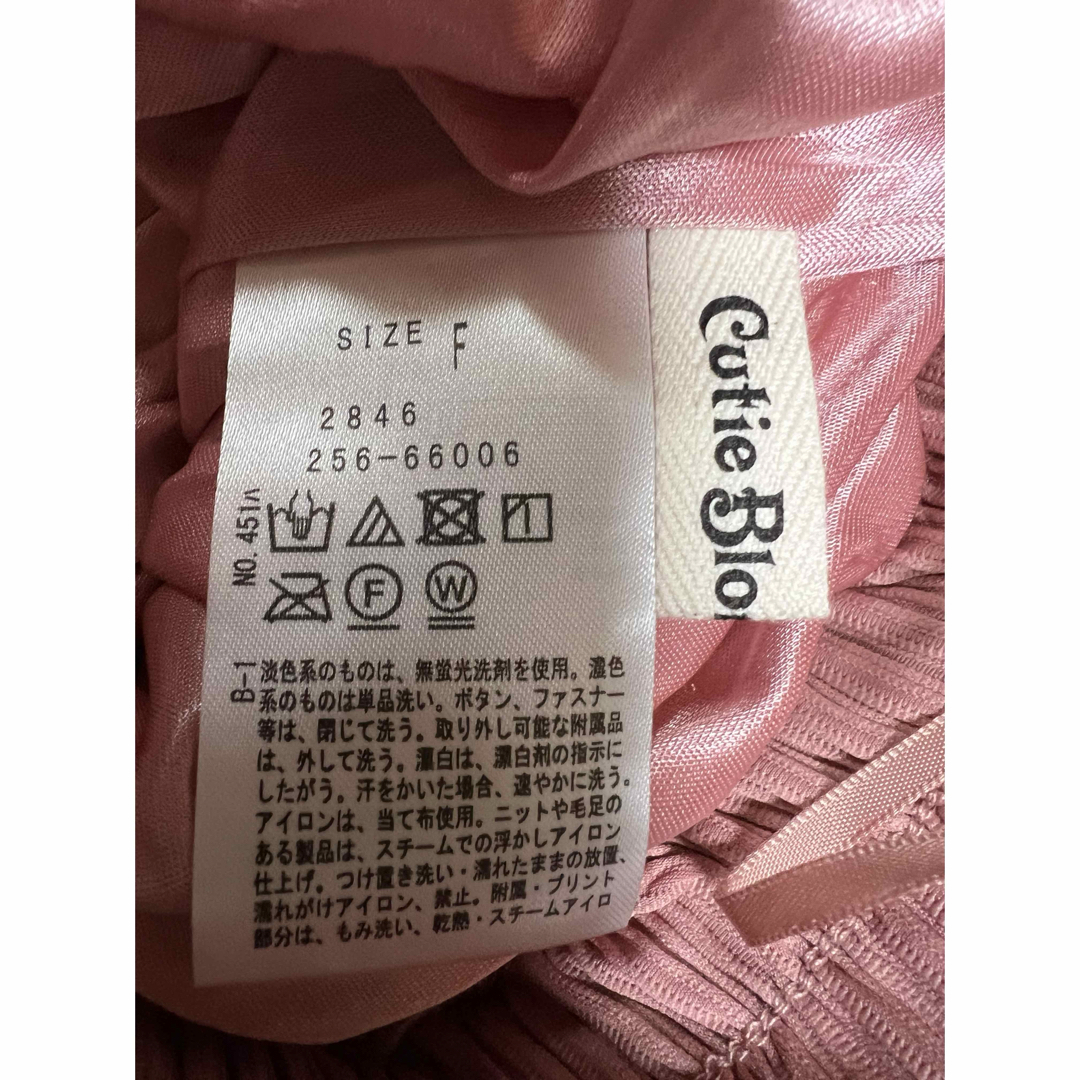 SIZE F
2846
256-66006
NO. 451ハ
F W
B-1
淡色系のものは、無蛍光洗剤を使用。濃色
系のものは単品洗い。ボタン、ファスナー
等は、閉じて洗う。取り外し可能な附属品
は、外して洗う。漂白は、漂白剤の指示に
したがう。汗をかいた場合、速やかに洗う。
アイロンは、当て布使用。ニットや毛足の
ある製品は、スチームでの浮かしアイロン
仕上げ。つけ置き洗い・濡れたままの放置、
濡れがけアイロン、禁止。附属・プリント
部分は、もみ洗い、乾熱・スチームアイロ
Cutie Blo